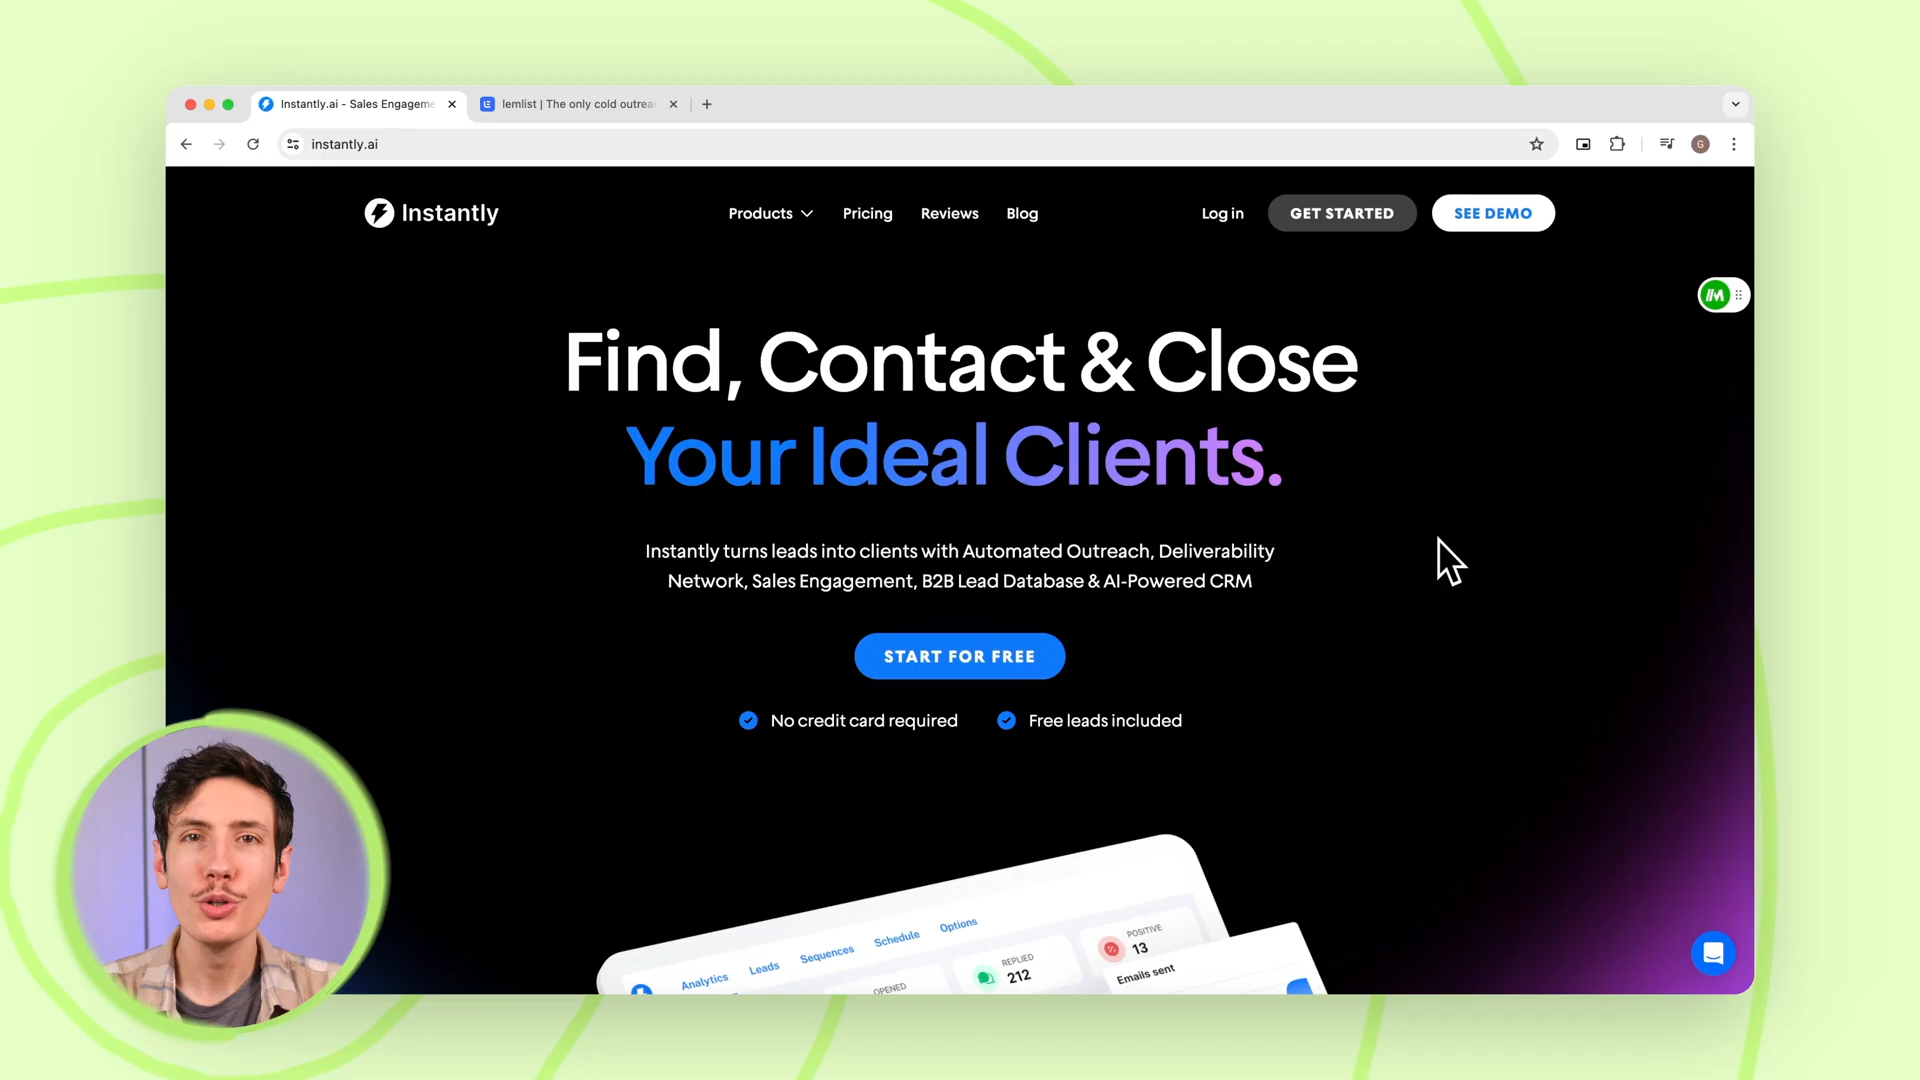 Instantly.ai - Sales Engageme
lemlist | The only cold outrea
instantly.ai
G
Instantly
Products
Pricing
Reviews
Blog
Log in
GET STARTED
SEE DEMO
Find, Contact & Close
Your Ideal Clients.
Instantly turns leads into clients with Automated Outreach, Deliverability
Network, Sales Engagement, B2B Lead Database & AI-Powered CRM
START FOR FREE
No credit card required
Free leads included
Analytics
Leads
Sequences
Schedule
Options
OPENED
REPLIED
212
POSITIVE
13
Emails sent